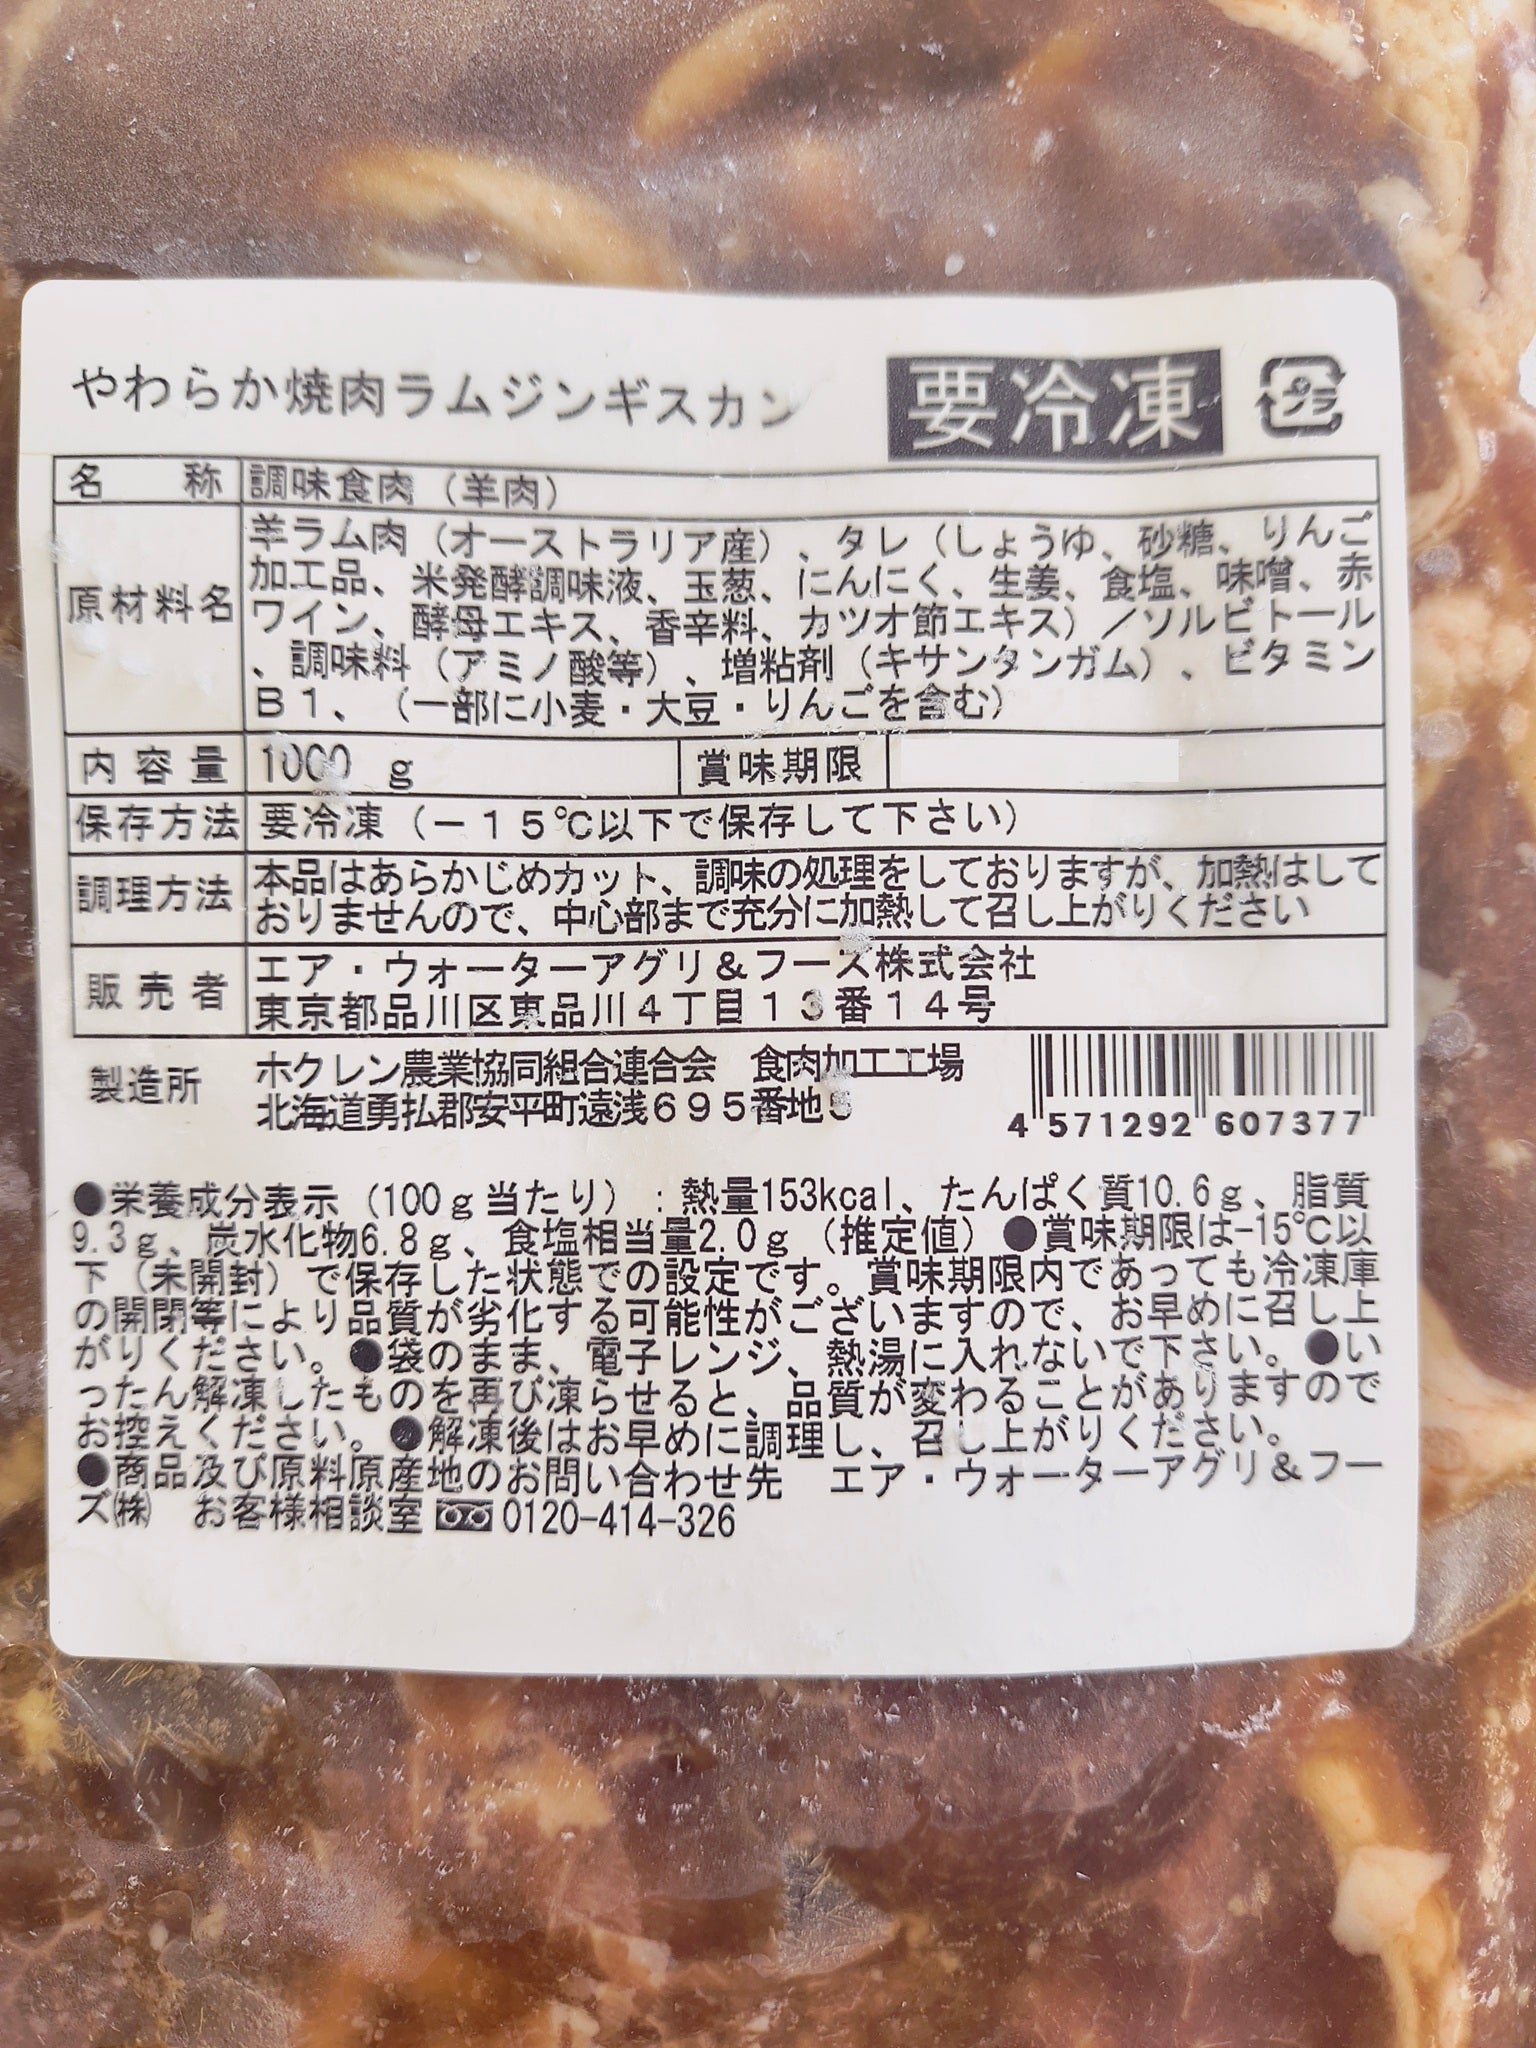 やわらか焼肉ラムジンギスカン 要冷凍 プラ
名称 調味食肉（羊肉）
原材料名 羊ラム肉（オーストラリア産）、タレ（しょうゆ、砂糖、りんご
加工品、米発酵調味液、玉葱、にんにく、生姜、食塩、味噌、赤
ワイン、酵母エキス、香辛料、カツオ節エキス）／ソルビトール
、調味料（アミノ酸等）、増粘剤（キサンタンガム）、ビタミン
Ｂ１、（一部に小麦・大豆・りんごを含む）
内容量 1000 g 賞味期限
保存方法 要冷凍（－１５℃以下で保存して下さい）
調理方法 本品はあらかじめカット、調味の処理をしておりますが、加熱はして
おりませんので、中心部まで充分に加熱して召し上がりください
販売者 エア・ウォーターアグリ＆フーズ株式会社
東京都品川区東品川４丁目１３番１４号
製造所 ホクレン農業協同組合連合会　食肉加工工場
北海道勇払郡安平町遠浅６９５番地５
4 571292 607377
●栄養成分表示（100ｇ当たり）：熱量153kcal、たんぱく質10.6ｇ、脂質
9.3ｇ、炭水化物6.8ｇ、食塩相当量2.0ｇ（推定値）●賞味期限は-15℃以
下（未開封）で保存した状態での設定です。賞味期限内であっても冷凍庫
の開閉等により品質が劣化する可能性がございますので、お早めに召し上
がりください。●袋のまま、電子レンジ、熱湯に入れないで下さい。●い
ったん解凍したものを再び凍らせると、品質が変わることがありますので
お控えください。●解凍後はお早めに調理し、召し上がりください。
●商品及び原料原産地のお問い合わせ先　エア・ウォーターアグリ＆フー
ズ㈱　お客様相談室 0120-414-326